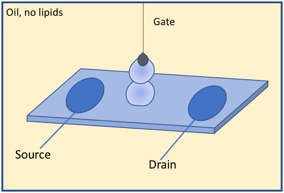 Oil, no lipids
Gate
Source
Drain